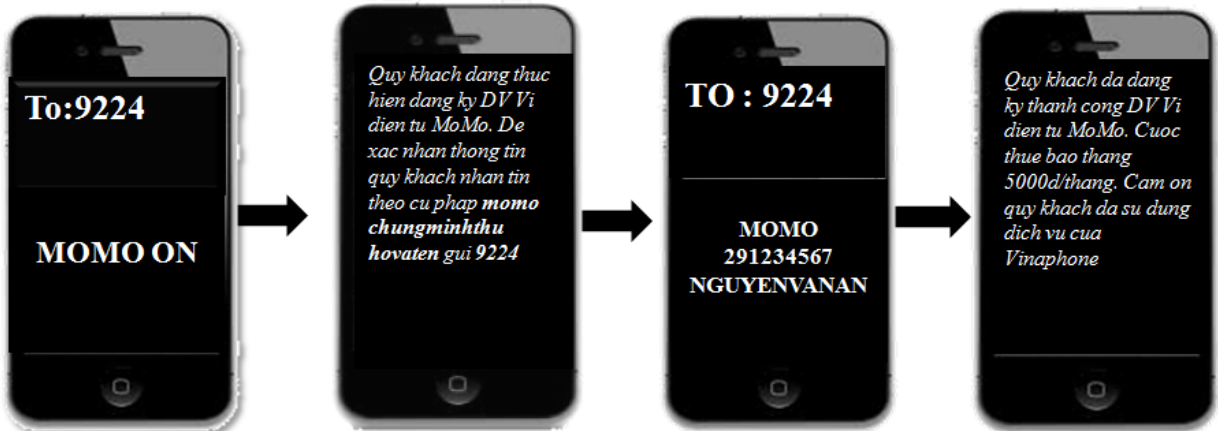 To:9224
MOMO ON
Quy khach dang thuc
hien dang ky DV Vi
dien tu MoMo. De
xac nhan thong tin
quy khach nhan tin
theo cu phap momo
chungminhthu
hovaten gui 9224
TO : 9224
MOMO
291234567
NGUYENVANAN
Quy khach da dang
ky thanh cong DV Vi
dien tu MoMo. Cuoc
thue bao thang
5000d/thang. Cam on
quy khach da su dung
dich vu cua
Vinaphone